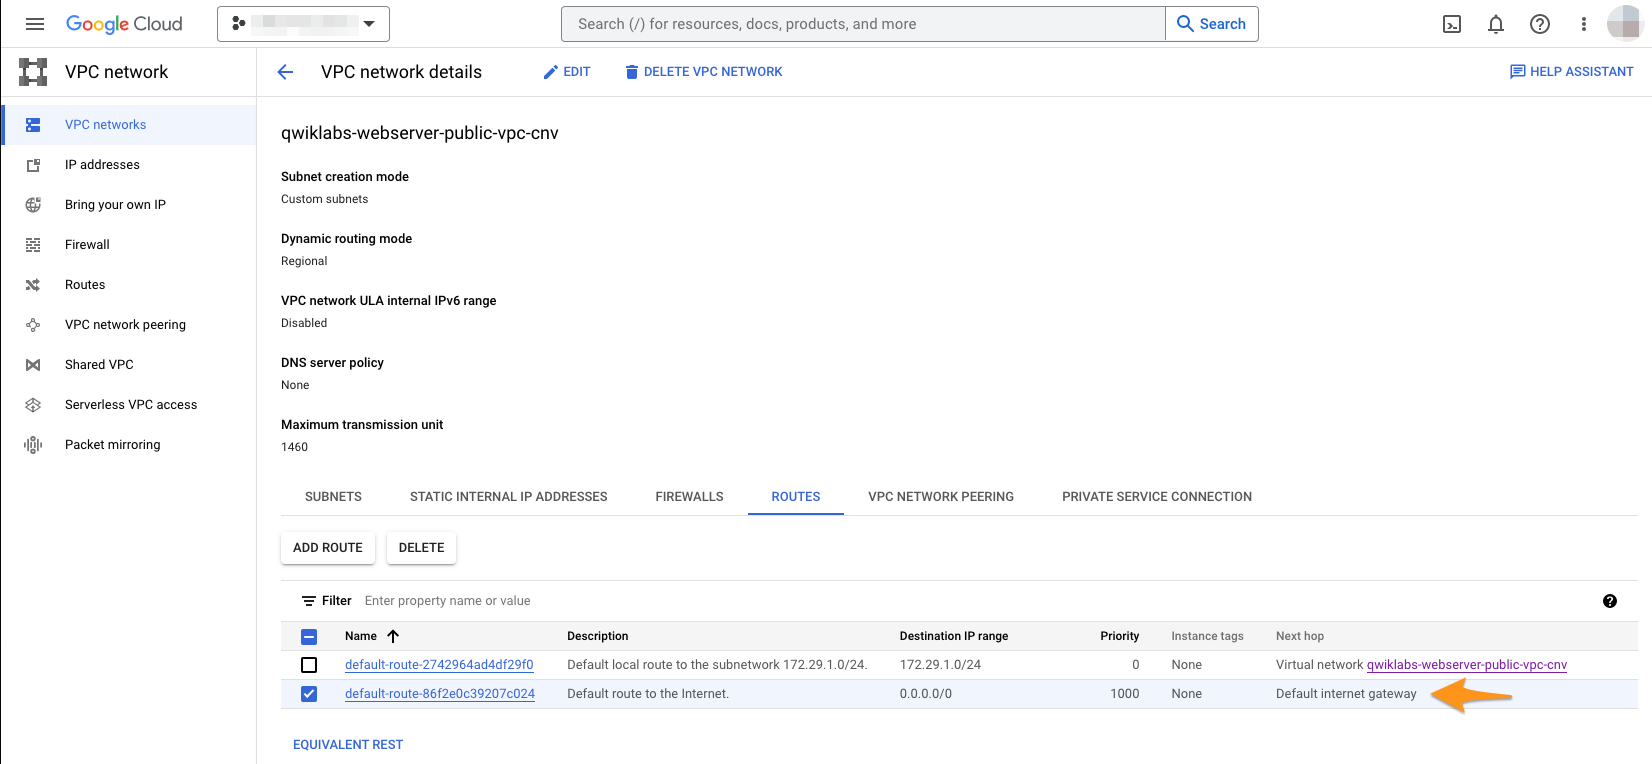 Google Cloud
Search (/) for resources, docs, products, and more
Search
VPC network
VPC network details
EDIT
DELETE VPC NETWORK
HELP ASSISTANT
VPC networks
IP addresses
Bring your own IP
Firewall
Routes
VPC network peering
Shared VPC
Serverless VPC access
Packet mirroring
qwiklabs-webserver-public-vpc-cnv
Subnet creation mode
Custom subnets
Dynamic routing mode
Regional
VPC network ULA internal IPv6 range
Disabled
DNS server policy
None
Maximum transmission unit
1460
SUBNETS STATIC INTERNAL IP ADDRESSES FIREWALLS ROUTES VPC NETWORK PEERING PRIVATE SERVICE CONNECTION
ADD ROUTE DELETE
Filter Enter property name or value
Name Description Destination IP range Priority Instance tags Next hop
default-route-2742964ad4df29f0 Default local route to the subnetwork 172.29.1.0/24. 172.29.1.0/24 0 None Virtual network qwiklabs-webserver-public-vpc-cnv
default-route-86f2e0c39207c024 Default route to the Internet. 0.0.0.0/0 1000 None Default internet gateway
EQUIVALENT REST